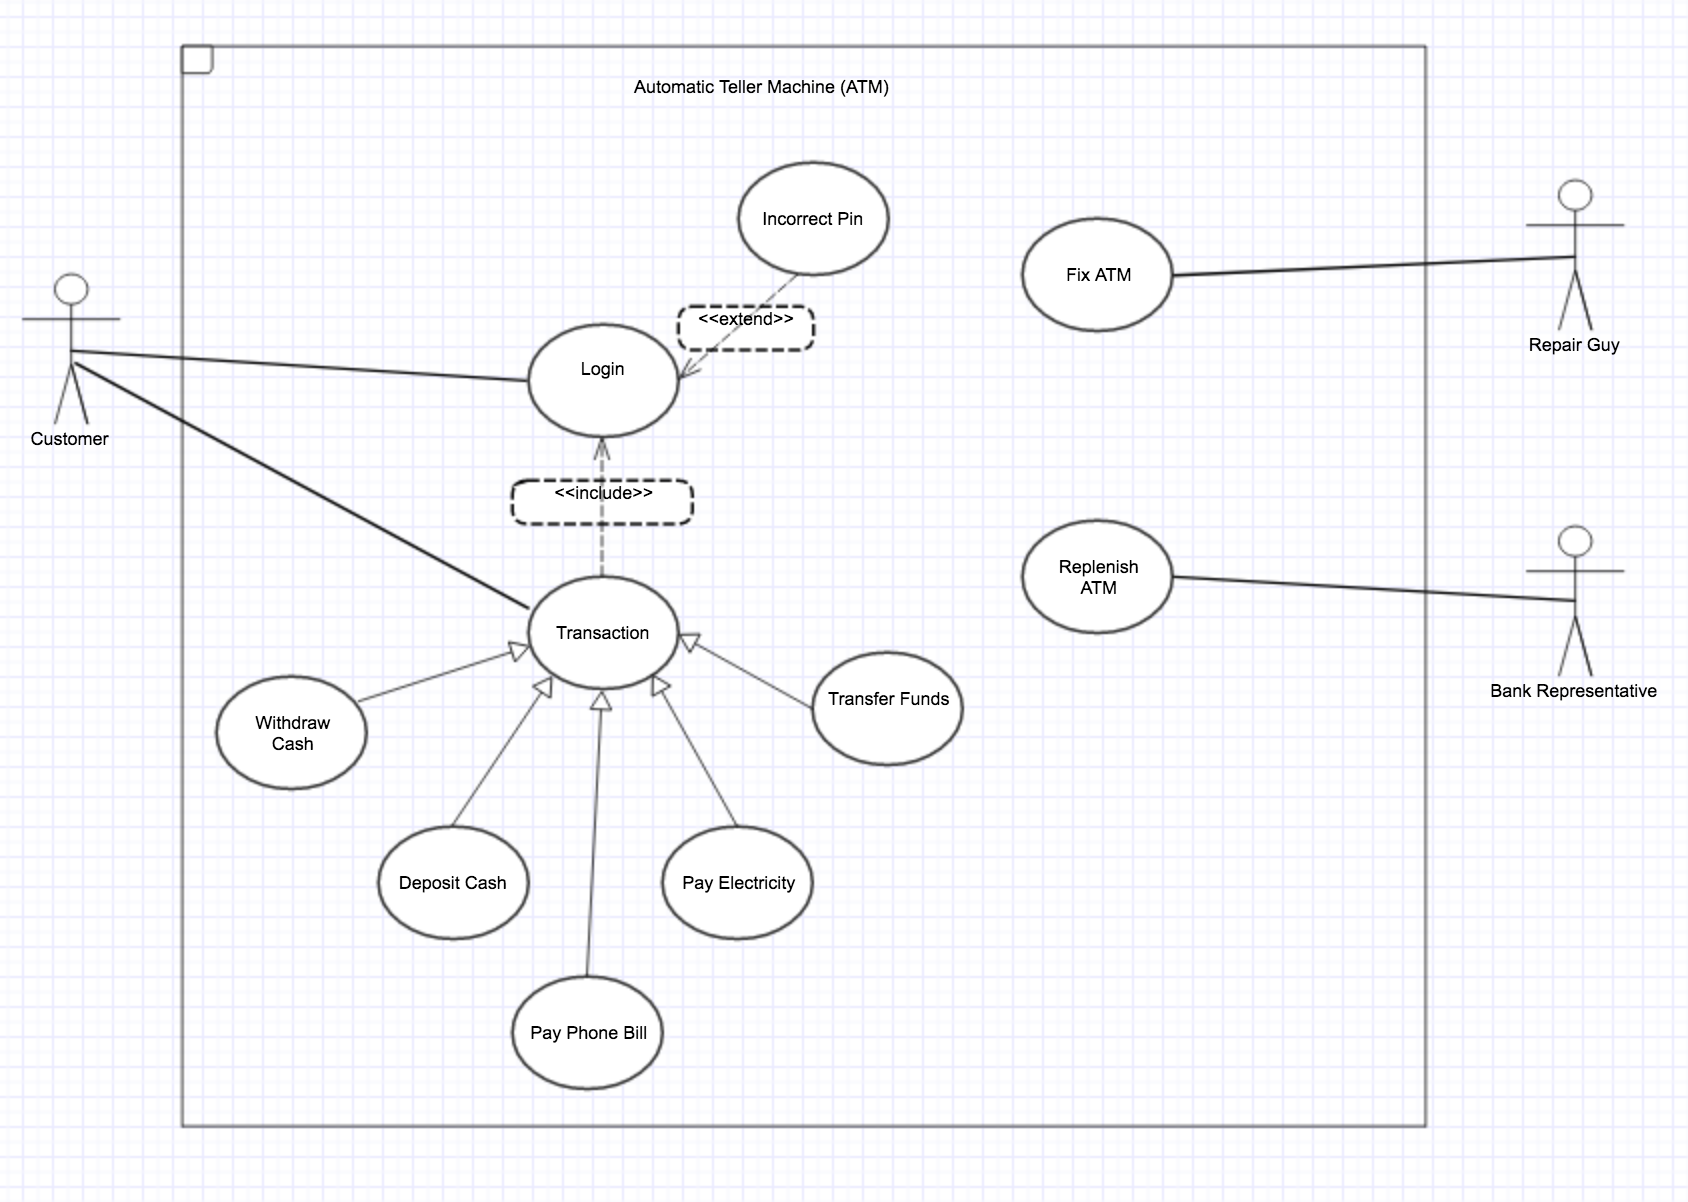 Automatic Teller Machine (ATM)
Incorrect Pin
Fix ATM
<<extend>>
Repair Guy
Login
Customer
<<include>>
Replenish
ATM
Transaction
Bank Representative
Transfer Funds
Withdraw
Cash
Deposit Cash
Pay Electricity
Pay Phone Bill